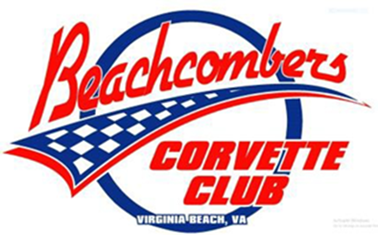 Beachcombers
CORVETTE
CLUB
VIRGINIA BEACH, VA